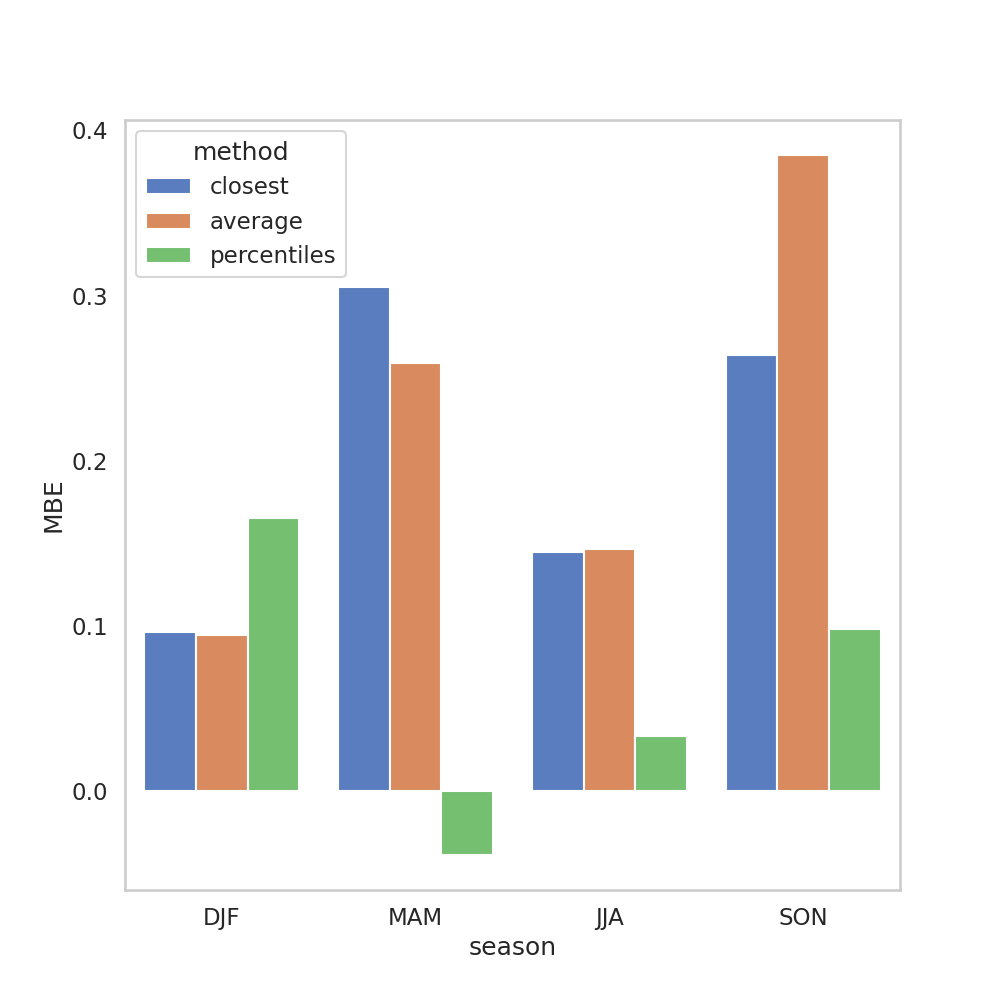 0.4
0.3
0.2
0.1
0.0
MBE
method
closest
average
percentiles
DJF
MAM
JJA
SON
season